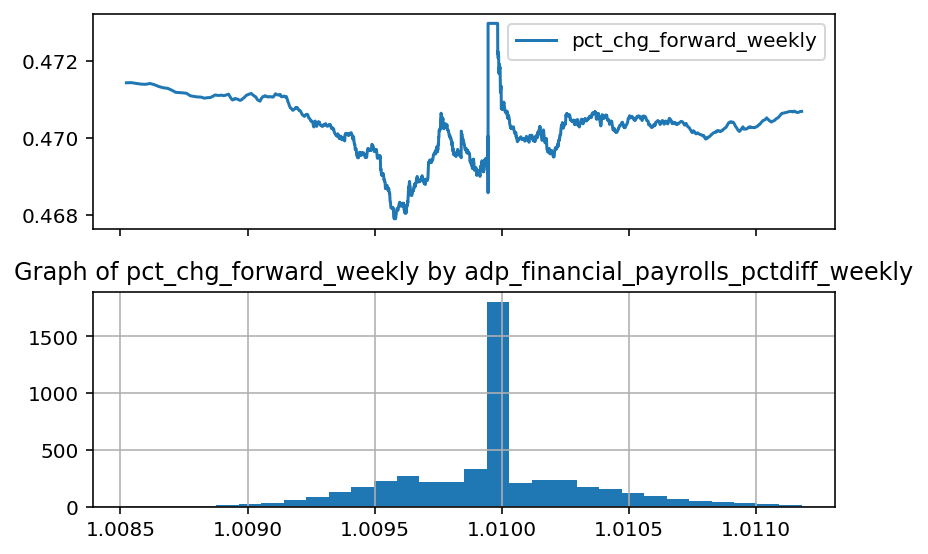 0.472
0.470
0.468
pct_chg_forward_weekly
Graph of pct_chg_forward_weekly by adp_financial_payrolls_pctdiff_weekly
1500
1000
500
0
1.0085 1.0090 1.0095 1.0100 1.0105 1.0110